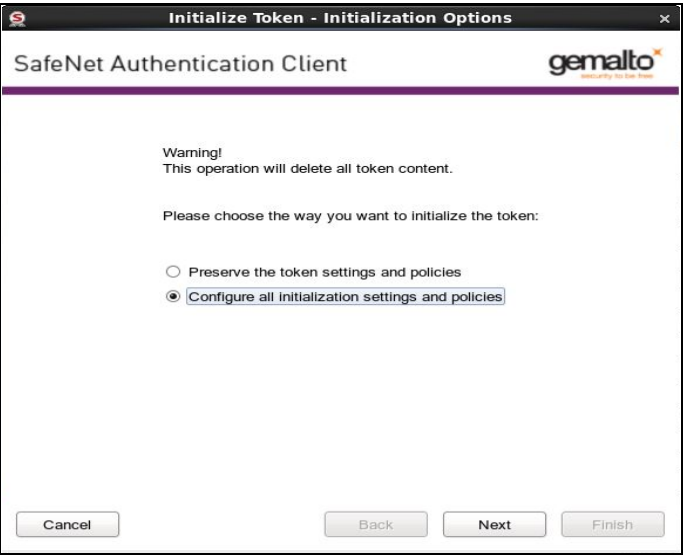 Initialize Token - Initialization Options
SafeNet Authentication Client
gemalto
security to be free
Warning!
This operation will delete all token content.
Please choose the way you want to initialize the token:
Preserve the token settings and policies
Configure all initialization settings and policies
Cancel
Back
Next
Finish